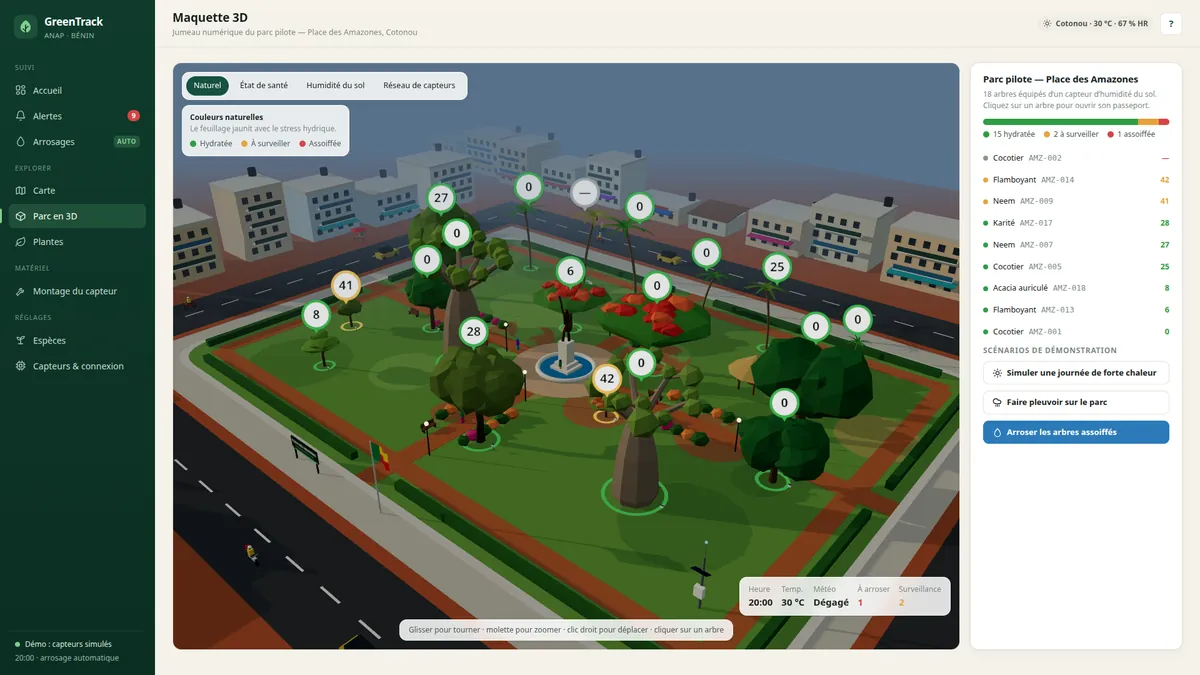 GreenTrack
ANAP · BÉNIN
SUIVI
Accueil
Alertes 9
Arrosages AUTO
EXPLORER
Carte
Parc en 3D
Plantes
MATÉRIEL
Montage du capteur
RÉGLAGES
Espèces
Capteurs & connexion
Démo : capteurs simulés
20:00 · arrosage automatique
Maquette 3D
Jumeau numérique du parc pilote — Place des Amazones, Cotonou
Cotonou · 30 °C · 67 % HR
?
Naturel État de santé Humidité du sol Réseau de capteurs
Couleurs naturelles
Le feuillage jaunit avec le stress hydrique.
Hydratée À surveiller Assoiffée
27
0
—
0
0
0
0
25
6
0
41
8
0
0
28
0
42
0
Heure Temp. Météo À arroser Surveillance
20:00 30 °C Dégagé 1 2
Glisser pour tourner · molette pour zoomer · clic droit pour déplacer · cliquer sur un arbre
Parc pilote — Place des Amazones
18 arbres équipés d'un capteur d'humidité du sol.
Cliquez sur un arbre pour ouvrir son passeport.
15 hydratée 2 à surveiller 1 assoiffée
Cocotier AMZ-002 —
Flamboyant AMZ-014 42
Neem AMZ-009 41
Karité AMZ-017 28
Neem AMZ-007 27
Cocotier AMZ-005 25
Acacia auriculé AMZ-018 8
Flamboyant AMZ-013 6
Cocotier AMZ-001 0
SCÉNARIOS DE DÉMONSTRATION
Simuler une journée de forte chaleur
Faire pleuvoir sur le parc
Arroser les arbres assoiffés